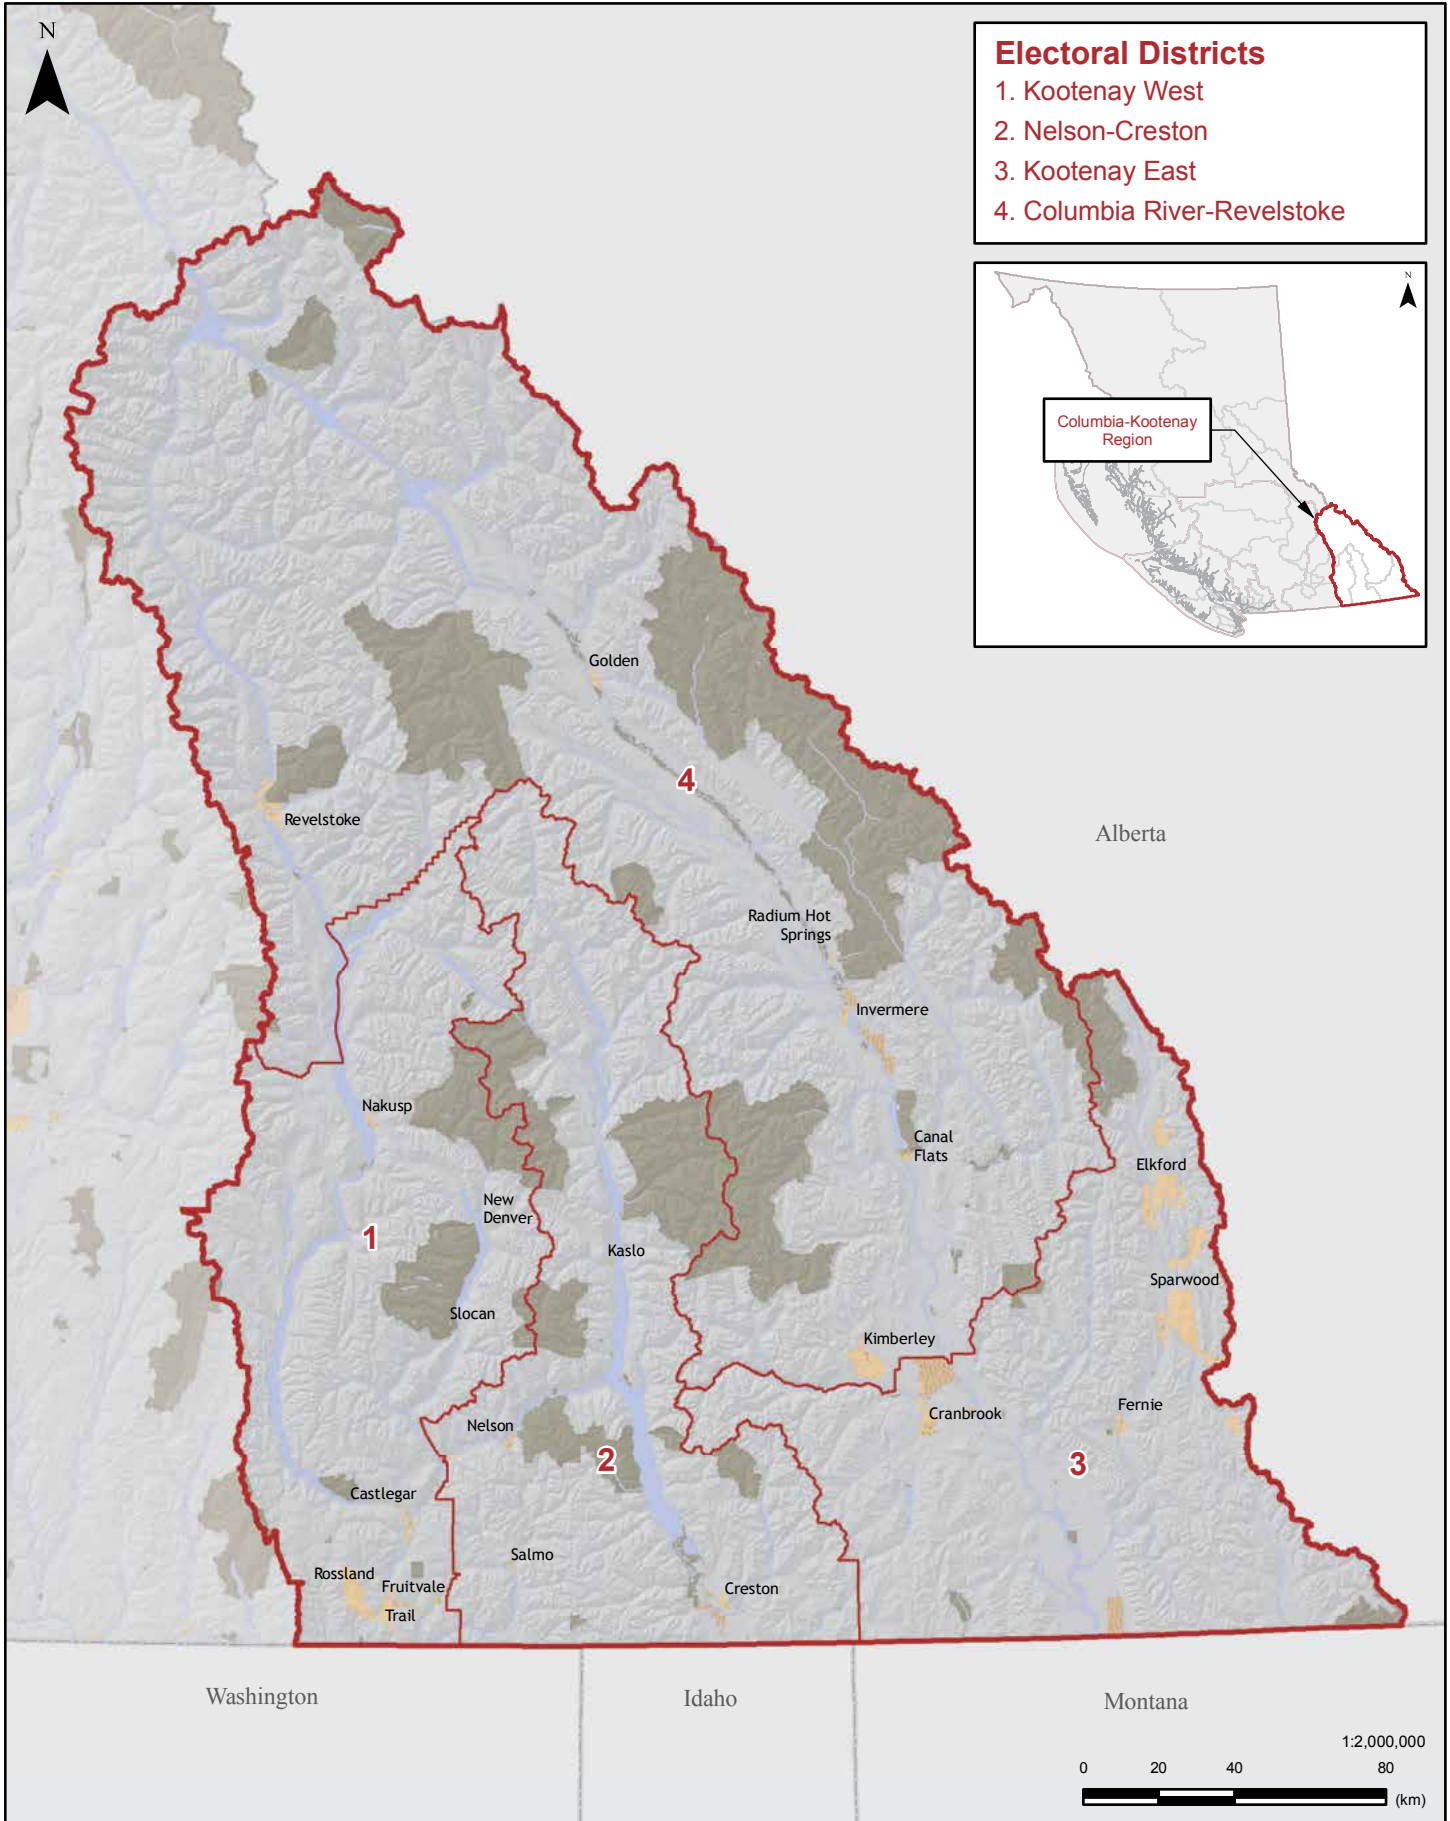 N
Electoral Districts
1. Kootenay West
2. Nelson-Creston
3. Kootenay East
4. Columbia River-Revelstoke
N
Columbia-Kootenay
Region
Golden
4
Revelstoke
Alberta
Radium Hot
Springs
Invermere
Nakusp
Canal
Flats
Elkford
New
Denver
1
Kaslo
Sparwood
Slocan
Kimberley
Fernie
Cranbrook
Nelson
2
3
Castlegar
Salmo
Rossland
Fruitvale
Creston
Trail
Washington
Idaho
Montana
1:2,000,000
0 20 40 80
(km)